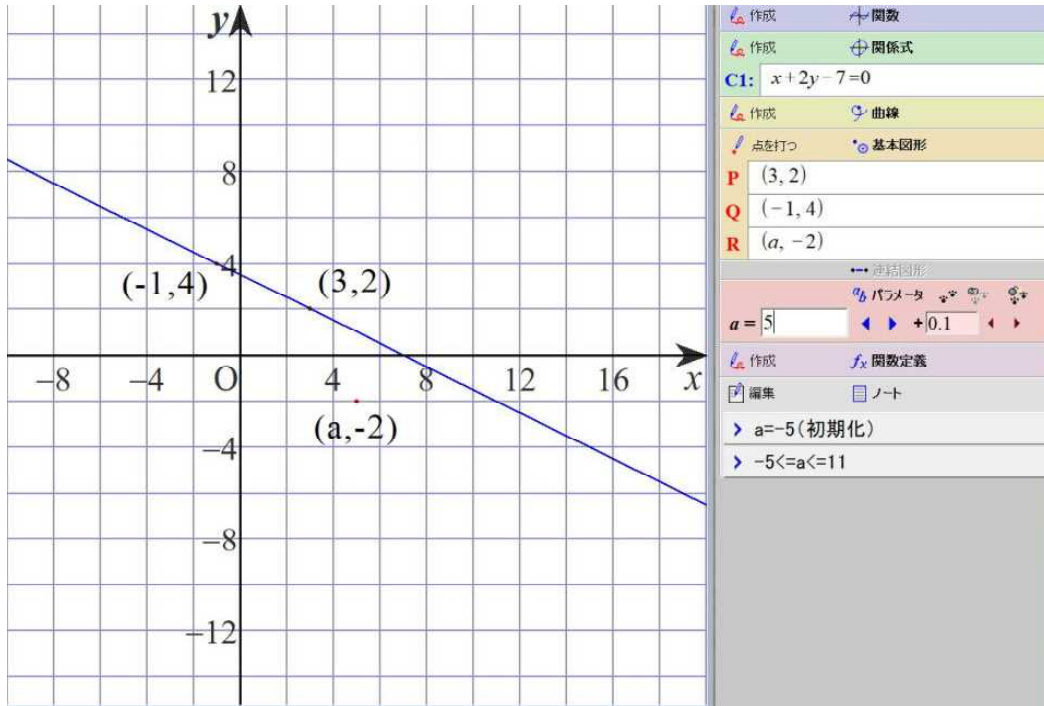 y
12
8
4
(-1,4)
(3,2)
−8
−4
O
4
8
12
16
x
(a,-2)
−4
−8
−12
作成 関数
作成 関係式
C1: x+2y−7=0
作成 曲線
点を打つ 基本図形
P (3, 2)
Q (−1, 4)
R (a, −2)
連結図形
ab パラメータ
a = 5 +0.1
作成 fx 関数定義
編集 ノート
a=-5(初期化)
-5<=a<=11